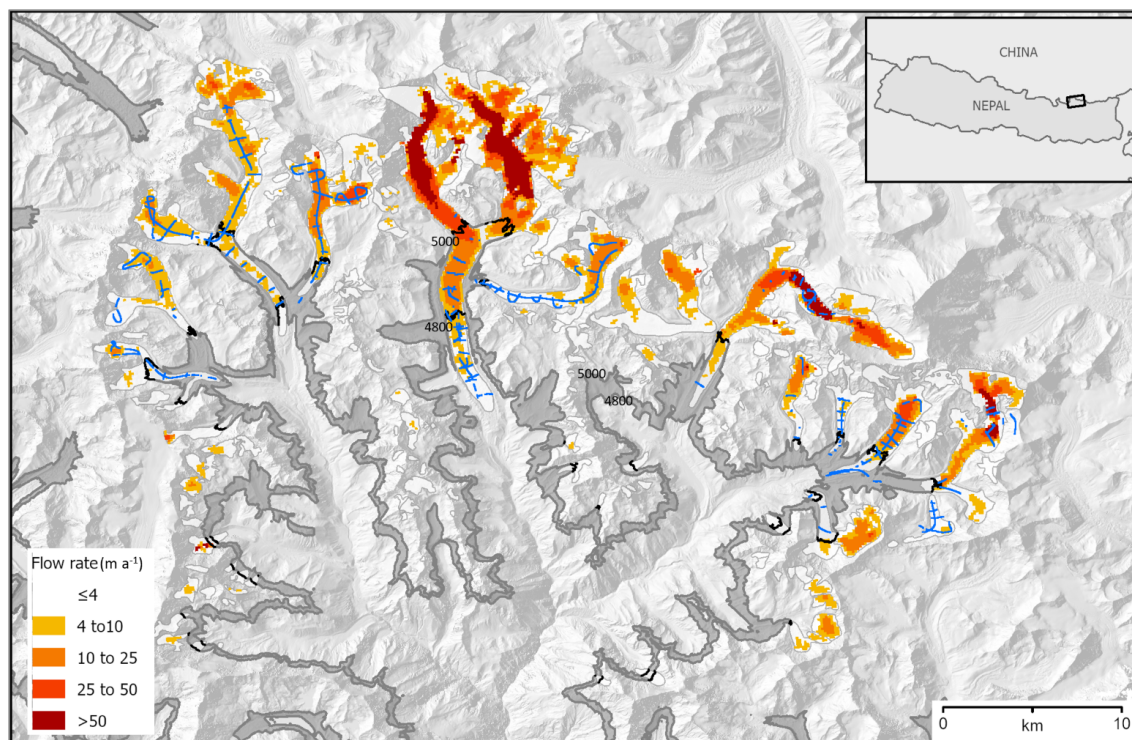 CHINA
NEPAL
5000
4800
5000
4800
Flow rate (m a⁻¹)
≤4
4 to10
10 to 25
25 to 50
>50
0 10
km